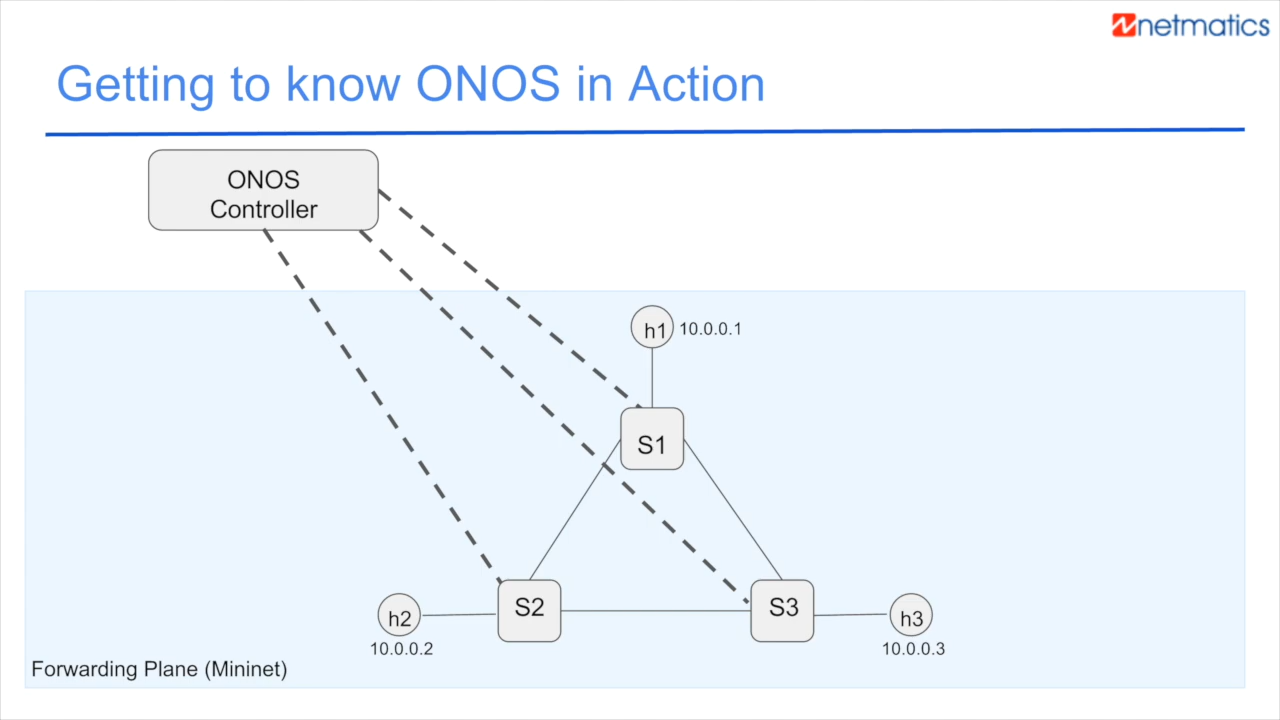 netmatics
Getting to know ONOS in Action
ONOS
Controller
h1
10.0.0.1
S1
S2
S3
h2
h3
10.0.0.2
10.0.0.3
Forwarding Plane (Mininet)